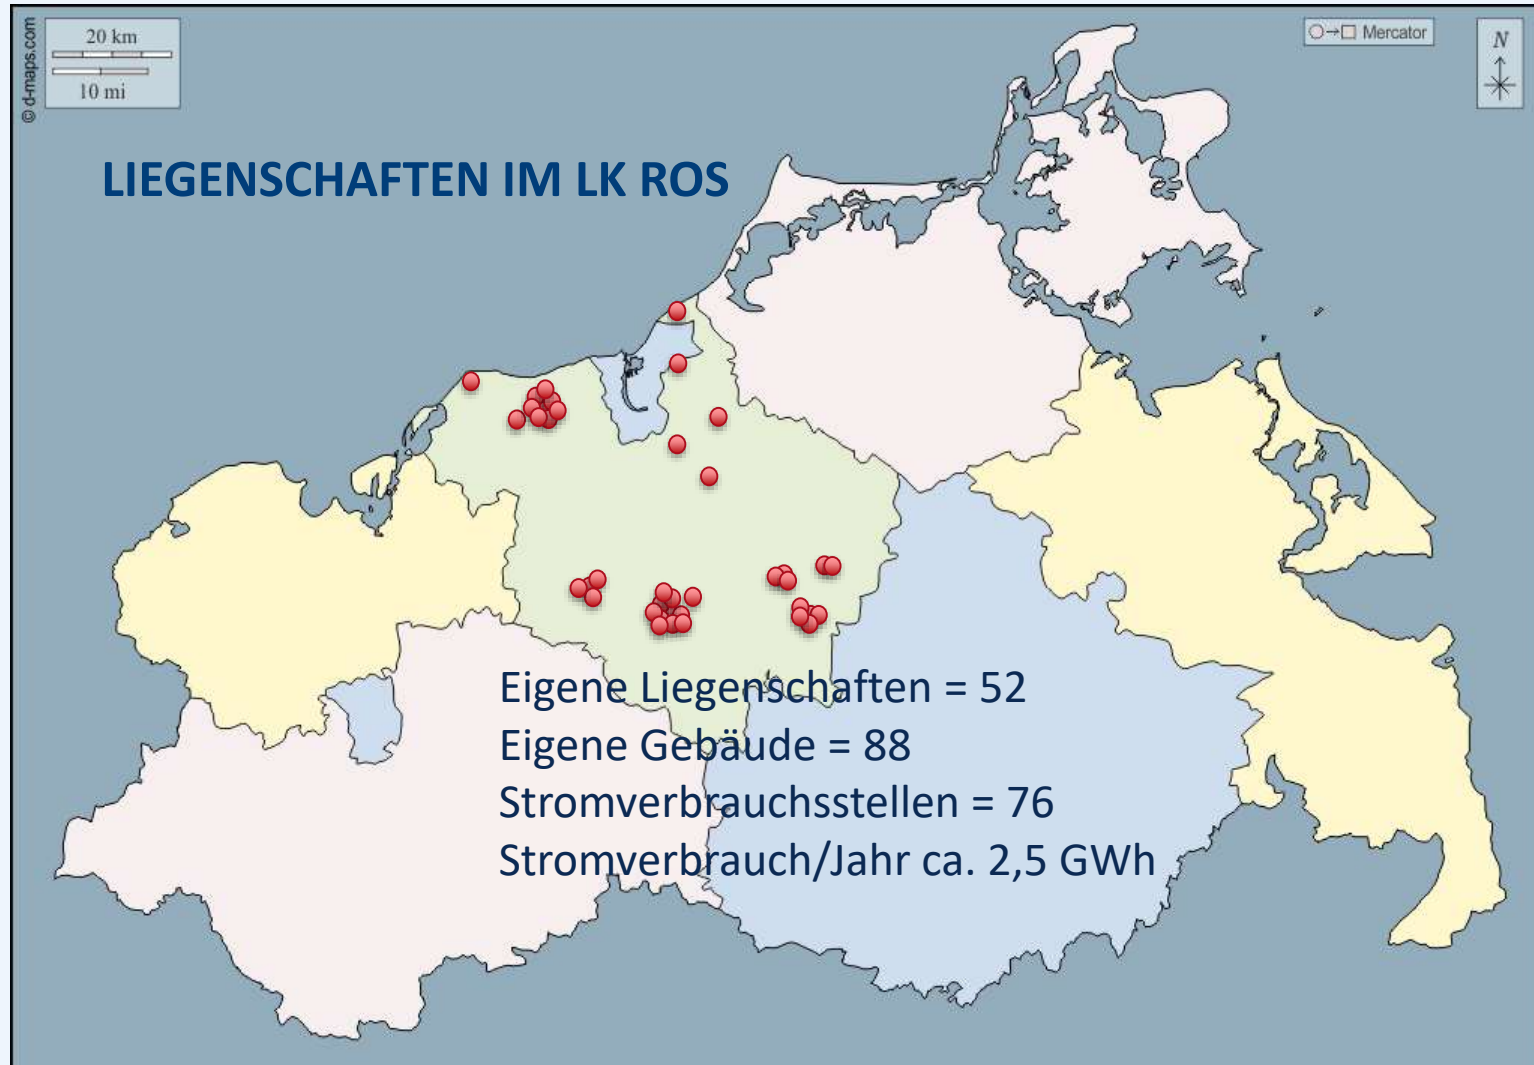 © d-maps.com
20 km
10 mi
Mercator
N
LIEGENSCHAFTEN IM LK ROS
Eigene Liegenschaften = 52
Eigene Gebäude = 88
Stromverbrauchsstellen = 76
Stromverbrauch/Jahr ca. 2,5 GWh